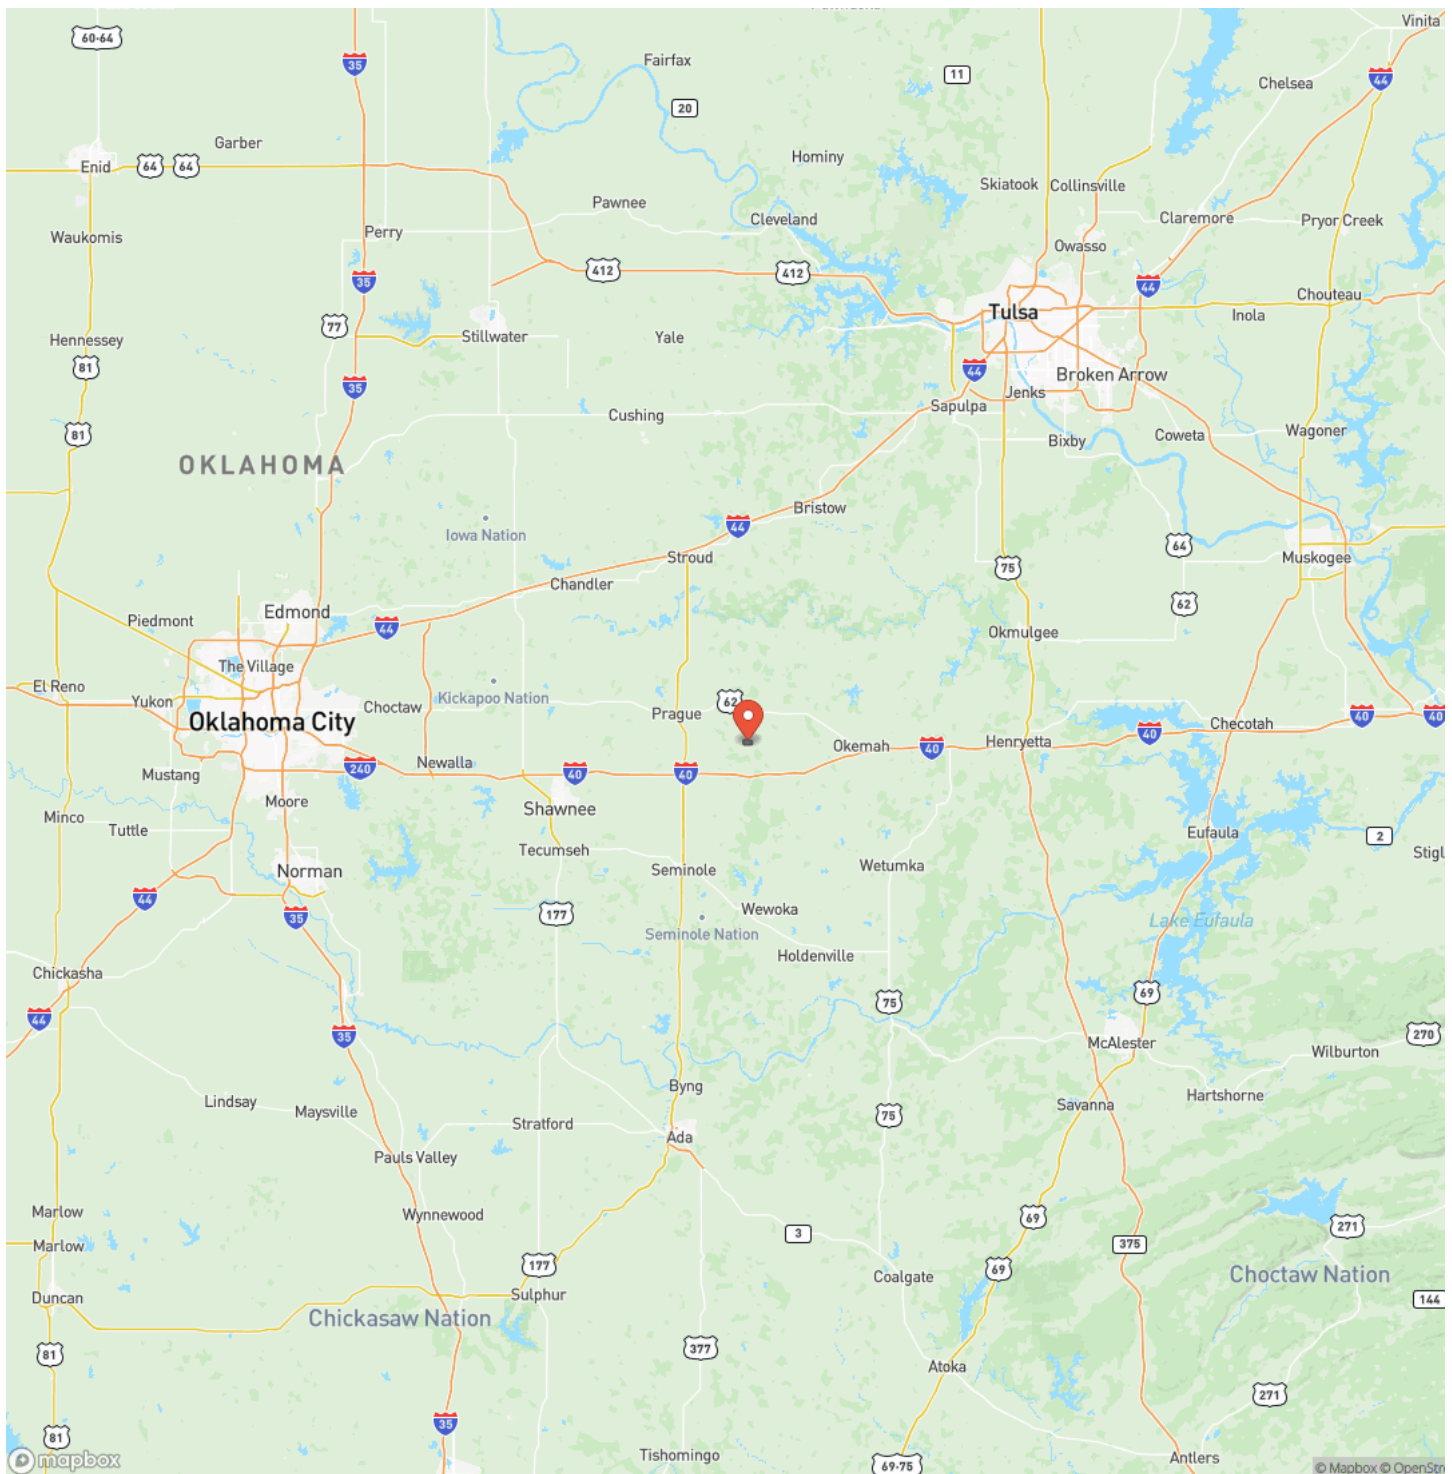 Vinita
60-64
35
Fairfax
11
44
Chelsea
20
Garber
Hominy
Enid
64
64
Skiatook
Collinsville
Pawnee
Cleveland
Claremore
Pryor Creek
Waukomis
Perry
Owasso
412
412
35
44
Chouteau
Tulsa
Inola
77
Stillwater
Yale
Hennessey
81
44
Broken Arrow
35
Jenks
Sapulpa
Cushing
81
Wagoner
Bixby
Coweta
OKLAHOMA
Bristow
44
Iowa Nation
64
Stroud
Muskogee
75
Chandler
62
Edmond
Piedmont
44
Okmulgee
The Village
El Reno
Kickapoo Nation
Yukon
Choctaw
62
Prague
40
40
Oklahoma City
Checotah
40
Okemah
40
Henryetta
Newalla
240
Mustang
40
40
Moore
Shawnee
Minco
Tuttle
Eufaula
2
Tecumseh
Stigl
Norman
Seminole
Wetumka
44
Wewoka
177
35
Lake Eufaula
Seminole Nation
Holdenville
Chickasha
69
75
44
35
McAlester
270
Wilburton
Byng
Hartshorne
Lindsay
Maysville
Savanna
75
Stratford
Ada
Pauls Valley
Marlow
Wynnewood
69
271
3
Marlow
375
177
69
Coalgate
Choctaw Nation
Duncan
Sulphur
144
Chickasaw Nation
377
81
Atoka
271
35
81
Tishomingo
Antlers
mapbox
69-75
© Mapbox © OpenStre